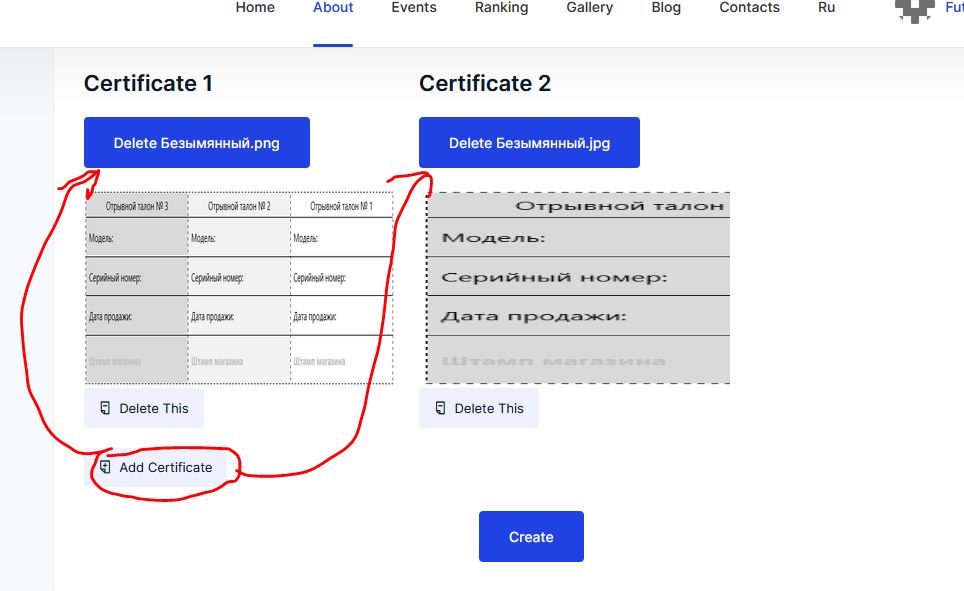 Home About Events Ranking Gallery Blog Contacts Ru Fut
Certificate 1 Certificate 2
Delete Безымянный.png Delete Безымянный.jpg
Отрывной талон № 3 Отрывной талон № 2 Отрывной талон № 1 Отрывной талон
Модель: Модель: Модель: Модель:
Серийный номер: Серийный номер: Серийный номер: Серийный номер:
Дата продажи: Дата продажи: Дата продажи: Дата продажи:
Штамп магазина Штамп магазина Штамп магазина Штамп магазина
Delete This Delete This
Add Certificate
Create